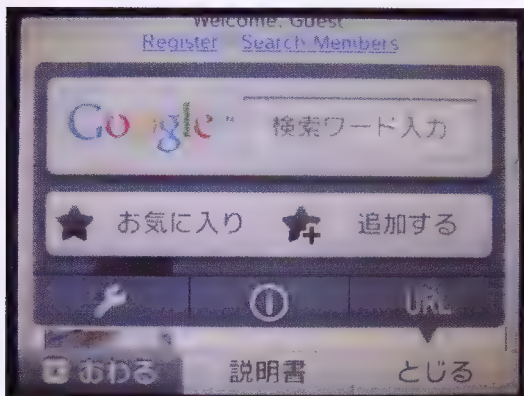 Welcome, Guest
Register Search Members
Google™ 検索ワード入力
お気に入り 追加する
URL
おわる 説明書 とじる